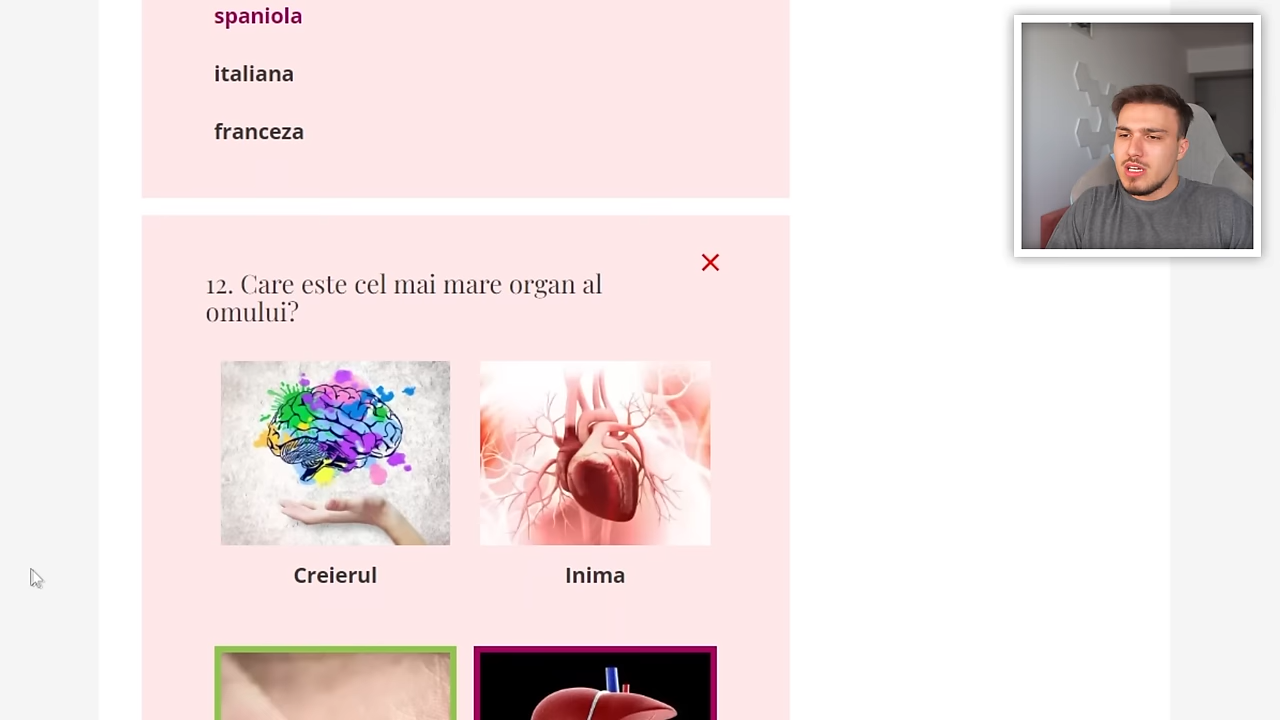 spaniola
italiana
franceza
12. Care este cel mai mare organ al
omului?
Creierul
Inima